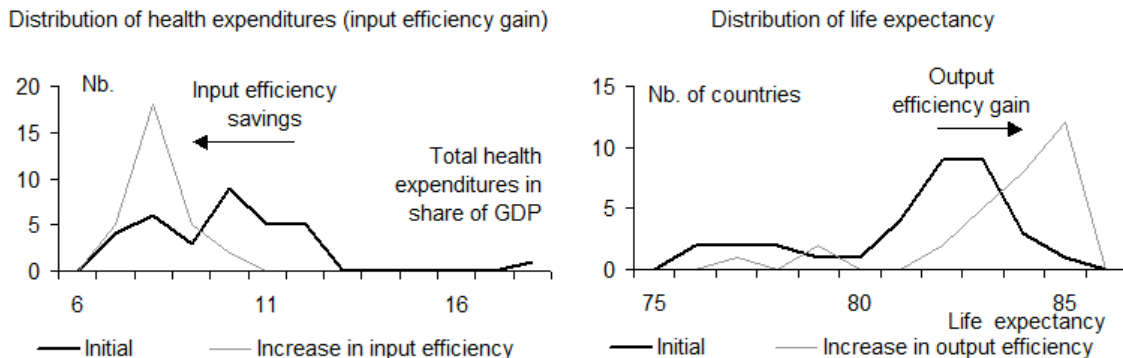 Distribution of health expenditures (input efficiency gain)
20
15
10
5
0
Nb.
Input efficiency
savings
Total health
expenditures in
share of GDP
6
11
16
Initial
Increase in input efficiency
Distribution of life expectancy
15
10
5
0
Nb. of countries
Output
efficiency gain
75
80
85
Life expectancy
Initial
Increase in output efficiency